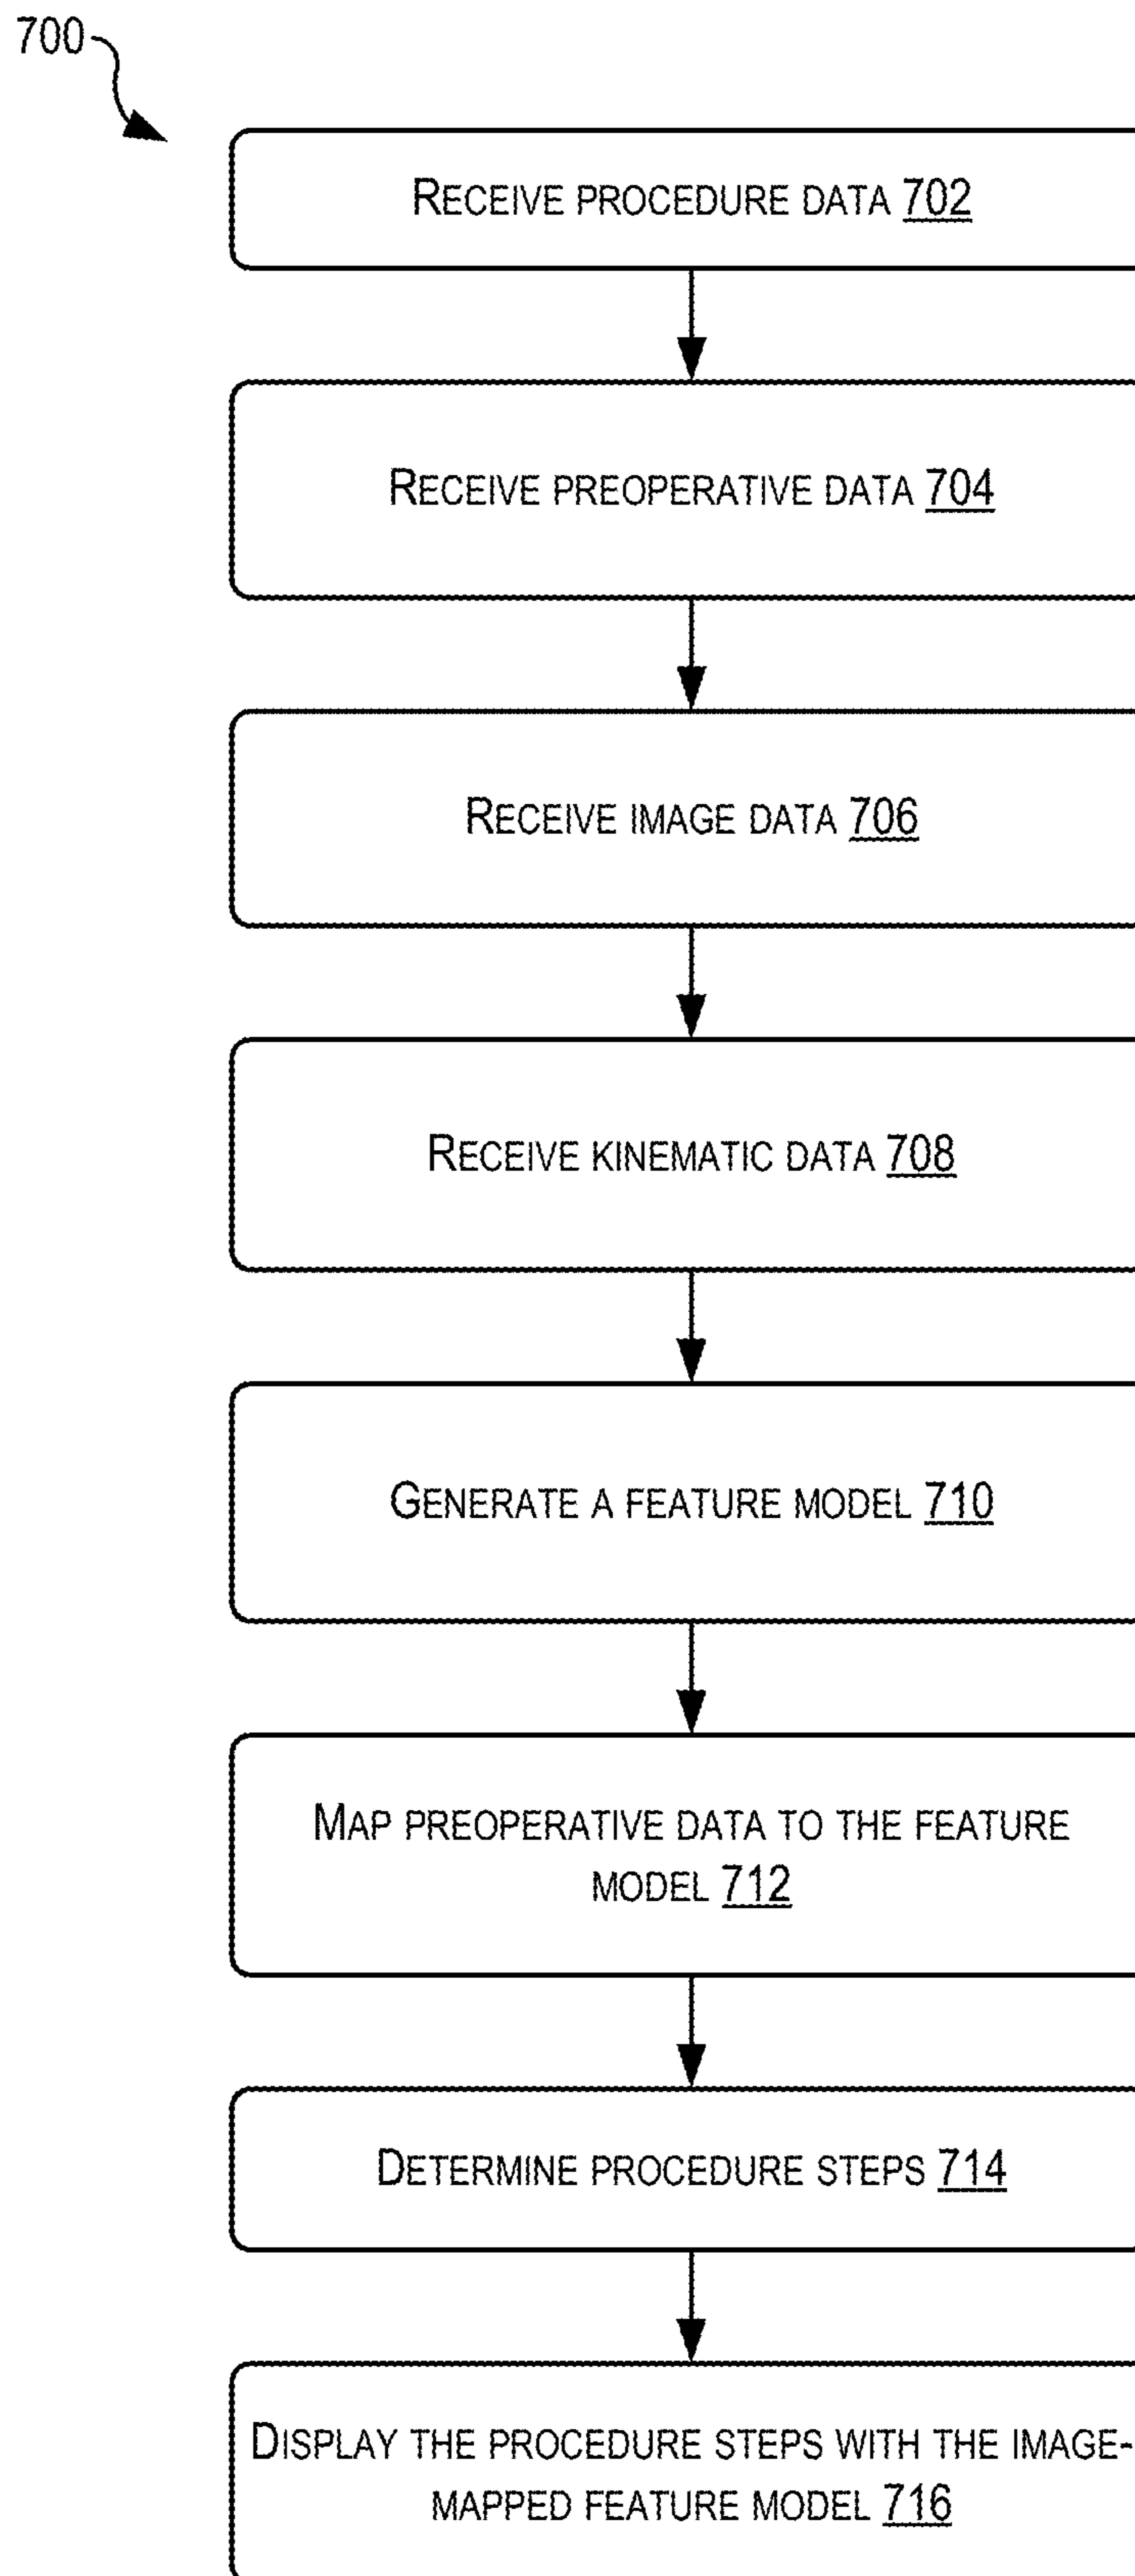 700
RECEIVE PROCEDURE DATA 702
RECEIVE PREOPERATIVE DATA 704
RECEIVE IMAGE DATA 706
RECEIVE KINEMATIC DATA 708
GENERATE A FEATURE MODEL 710
MAP PREOPERATIVE DATA TO THE FEATURE
MODEL 712
DETERMINE PROCEDURE STEPS 714
DISPLAY THE PROCEDURE STEPS WITH THE IMAGE-
MAPPED FEATURE MODEL 716